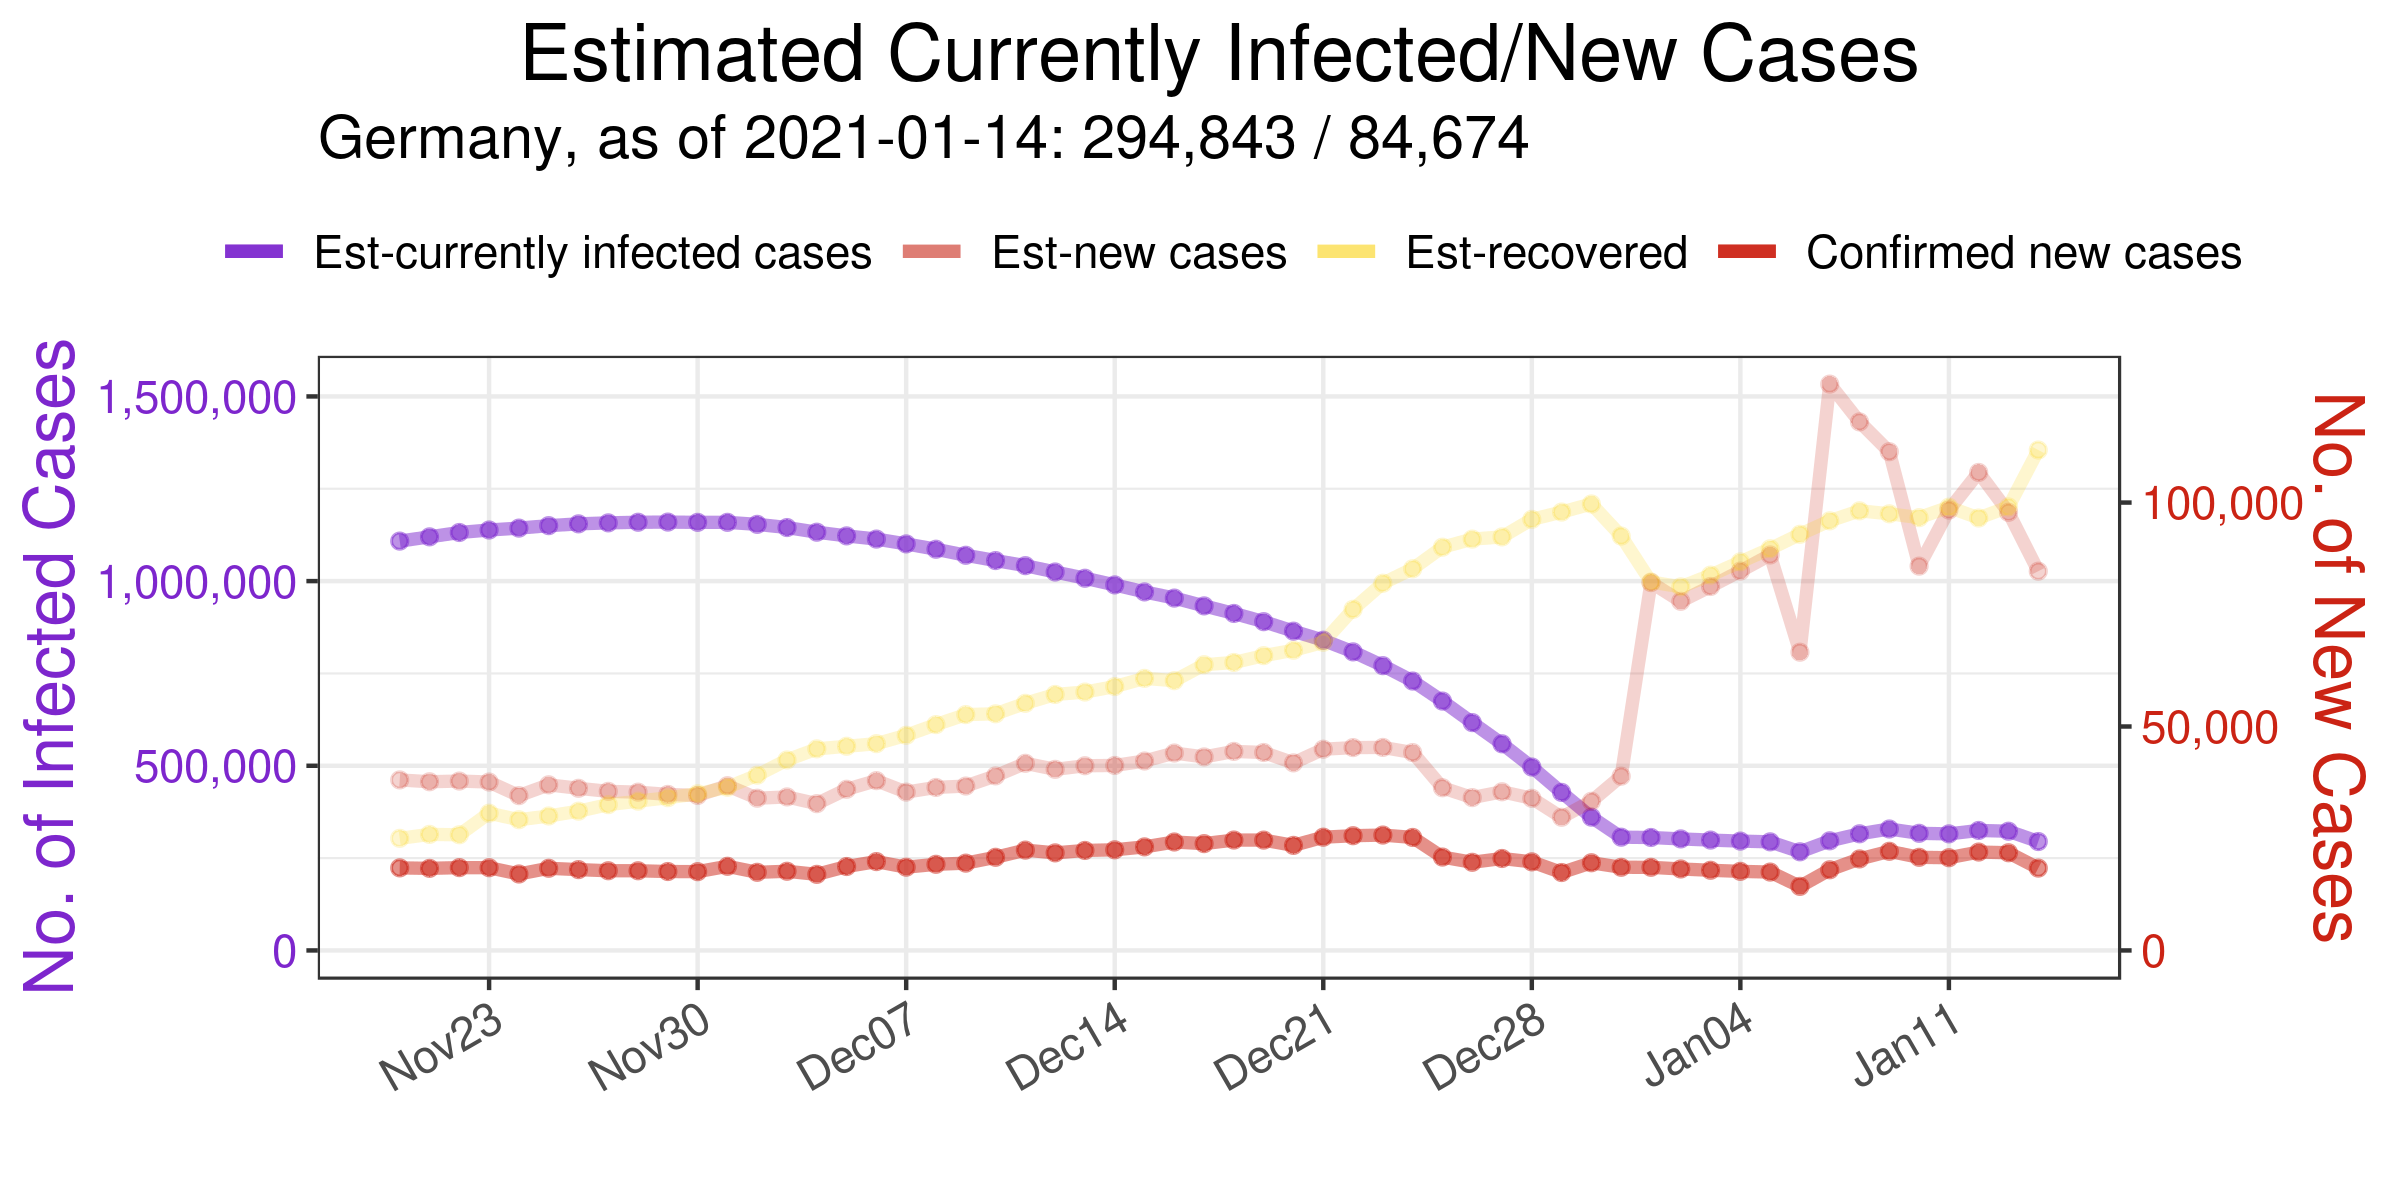 Estimated Currently Infected/New Cases
Germany, as of 2021-01-14: 294,843 / 84,674
Est-currently infected cases Est-new cases Est-recovered Confirmed new cases
No. of Infected Cases
1,500,000
1,000,000
500,000
0
100,000
50,000
0
No. of New Cases
Nov23 Nov30 Dec07 Dec14 Dec21 Dec28 Jan04 Jan11